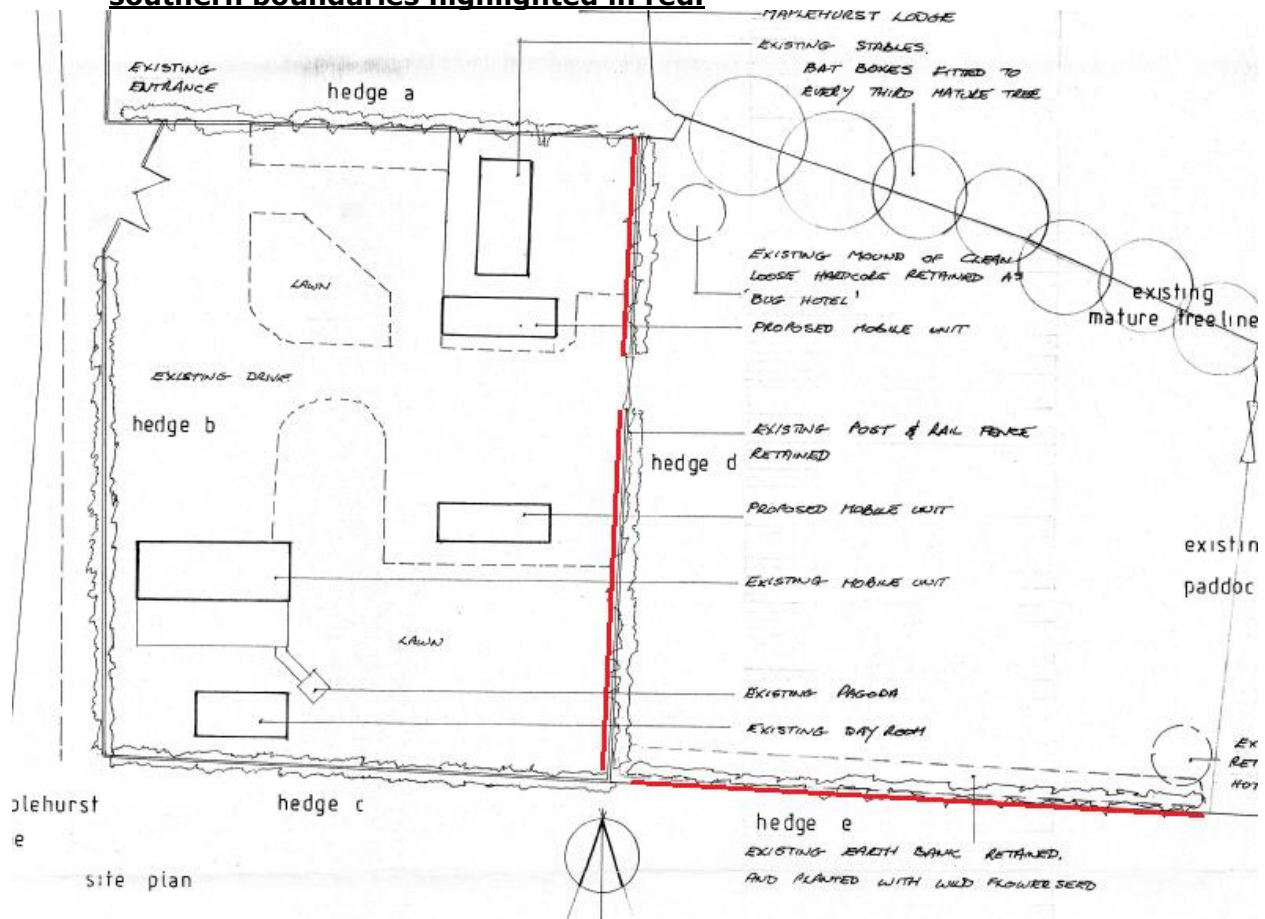 southern boundaries highlighted in red.
MAPLEHURST LODGE
EXISTING STABLES.
BAT BOXES FITTED TO
EVERY THIRD MATURE TREE
EXISTING
ENTRANCE
hedge a
LAWN
EXISTING MOUND OF CLEAN
LOOSE HARDCORE RETAINED AS
'BUG HOTEL'
existing
mature treeline
PROPOSED MOBILE UNIT
EXISTING DRIVE
hedge b
EXISTING POST & RAIL FENCE
RETAINED
hedge d
PROPOSED MOBILE UNIT
existin
paddoc
EXISTING MOBILE UNIT
LAWN
EXISTING PAGODA
EXISTING DAY ROOM
EX
RET
HOT
plehurst
e
hedge c
site plan
hedge e
EXISTING EARTH BANK RETAINED.
AND PLANTED WITH WILD FLOWER SEED